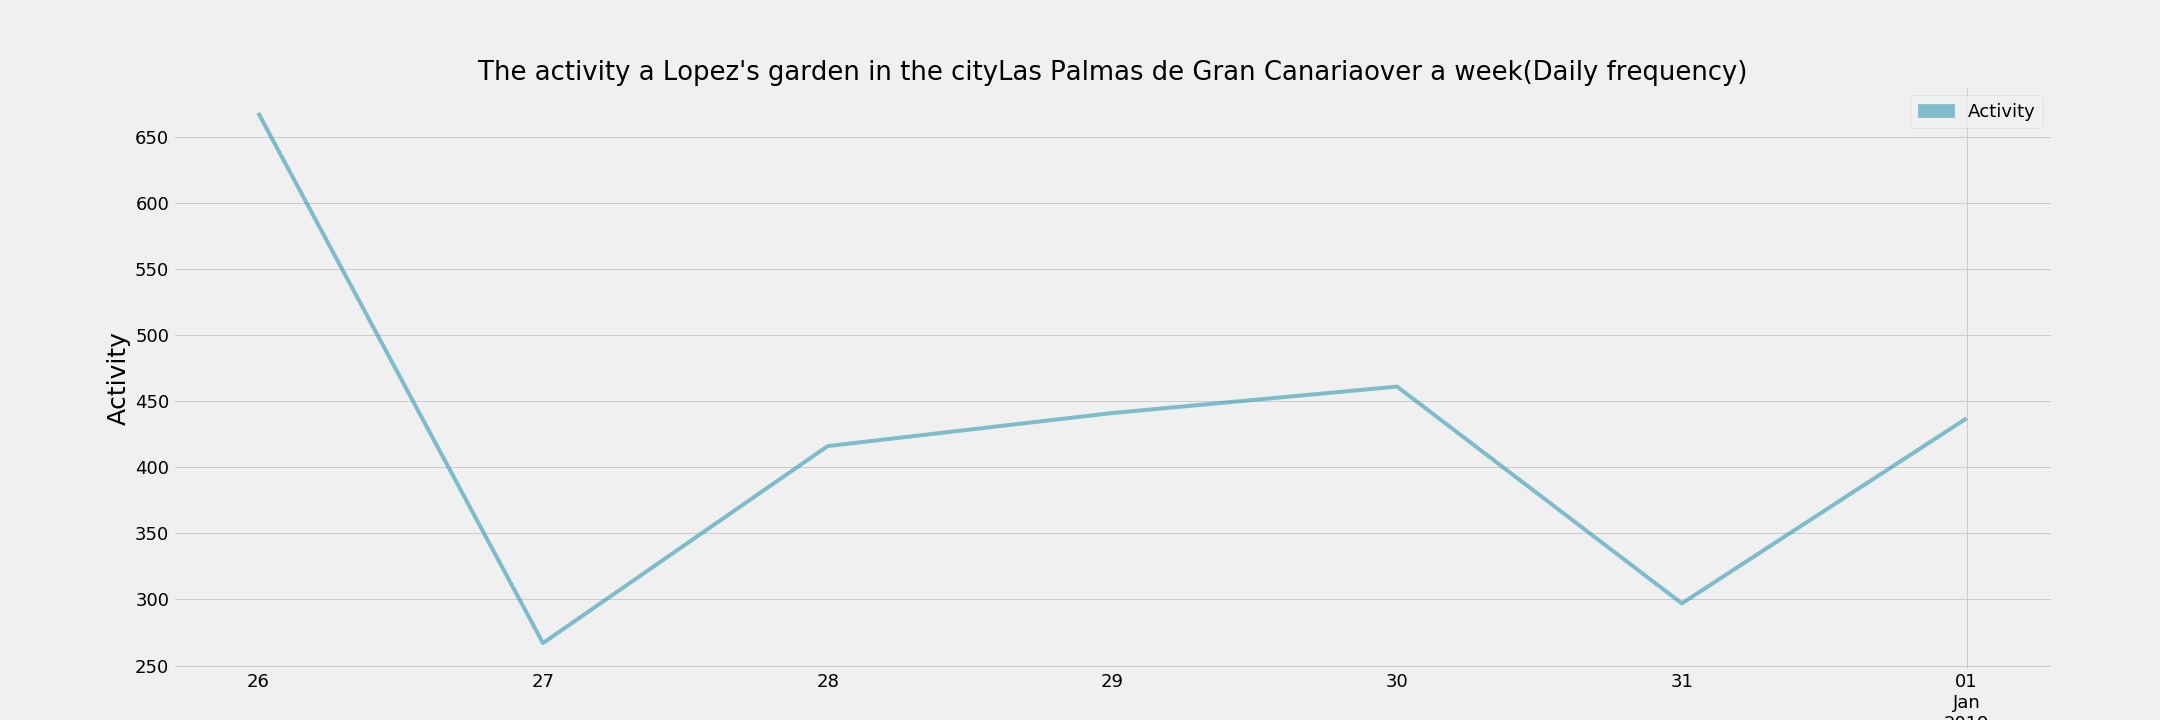 The activity a Lopez's garden in the cityLas Palmas de Gran Canariaover a week(Daily frequency)
Activity
Activity
650
600
550
500
450
400
350
300
250
26 27 28 29 30 31 01
Jan